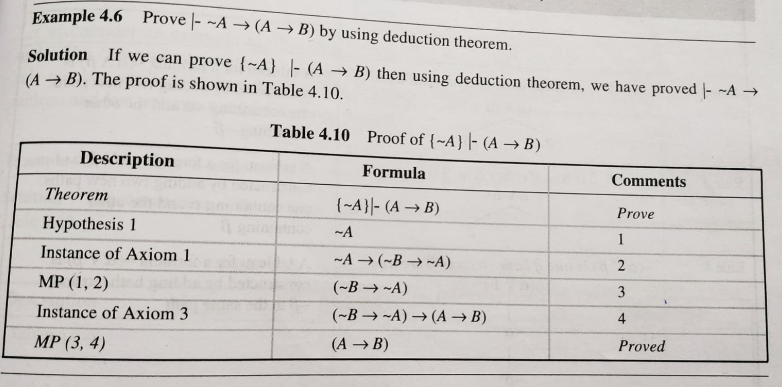 Example 4.6 Prove |- ~A → (A → B) by using deduction theorem.
Solution If we can prove {~A} |- (A → B) then using deduction theorem, we have proved |- ~A →
(A → B). The proof is shown in Table 4.10.
Table 4.10 Proof of {~A} |- (A → B)
Description Formula Comments
Theorem {~A}|- (A → B) Prove
Hypothesis 1 ~A 1
Instance of Axiom 1 ~A → (~B → ~A) 2
MP (1, 2) (~B → ~A) 3
Instance of Axiom 3 (~B → ~A) → (A → B) 4
MP (3, 4) (A → B) Proved